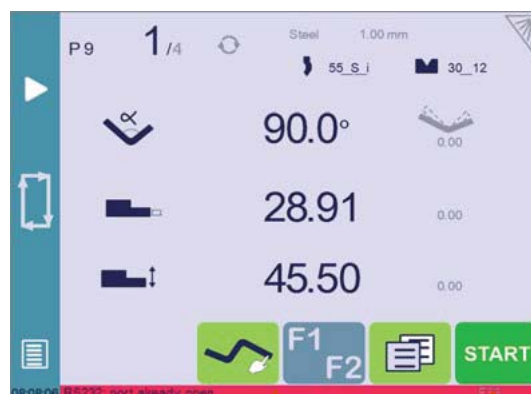 P 9 1/4 Steel 1.00 mm
55_S_i 30_12
α 90.0° 0.00
28.91 0.00
45.50 0.00
F1
F2
START
08:08:06 RS232: port already open